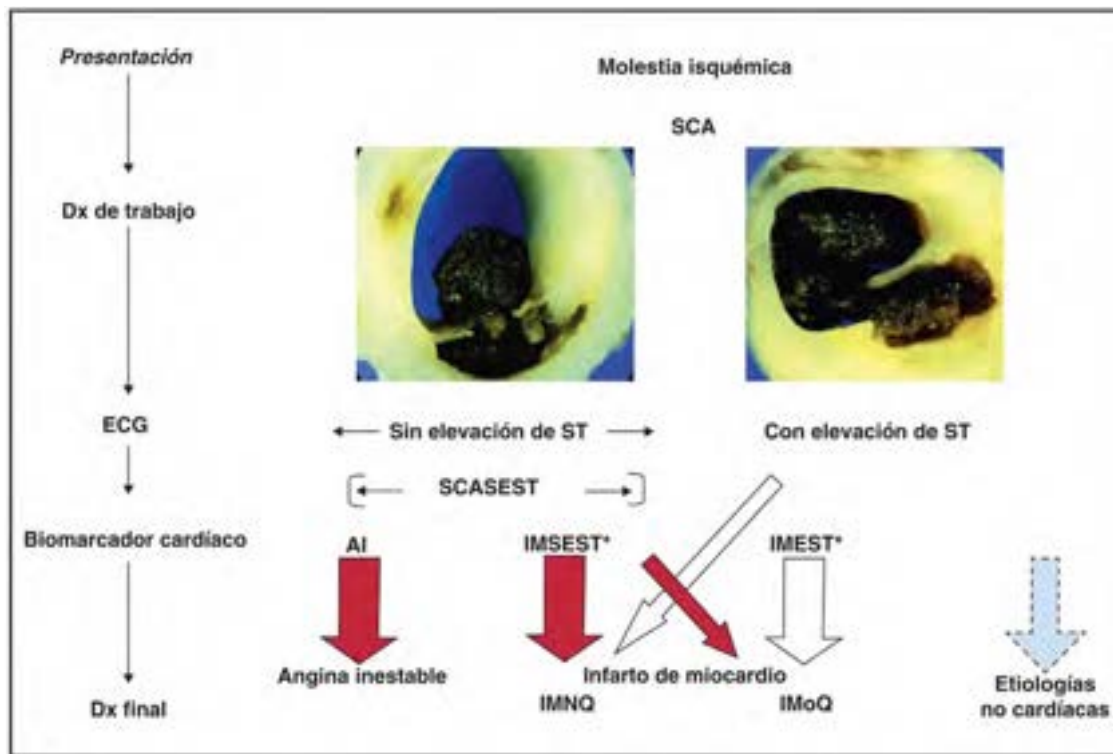 Presentación
Molestia isquémica
SCA
Dx de trabajo
ECG
Sin elevación de ST
Con elevación de ST
SCASEST
Biomarcador cardíaco
AI
IMSEST*
IMEST*
Angina inestable
Infarto de miocardio
Dx final
IMNQ
IMoQ
Etiologías
no cardíacas